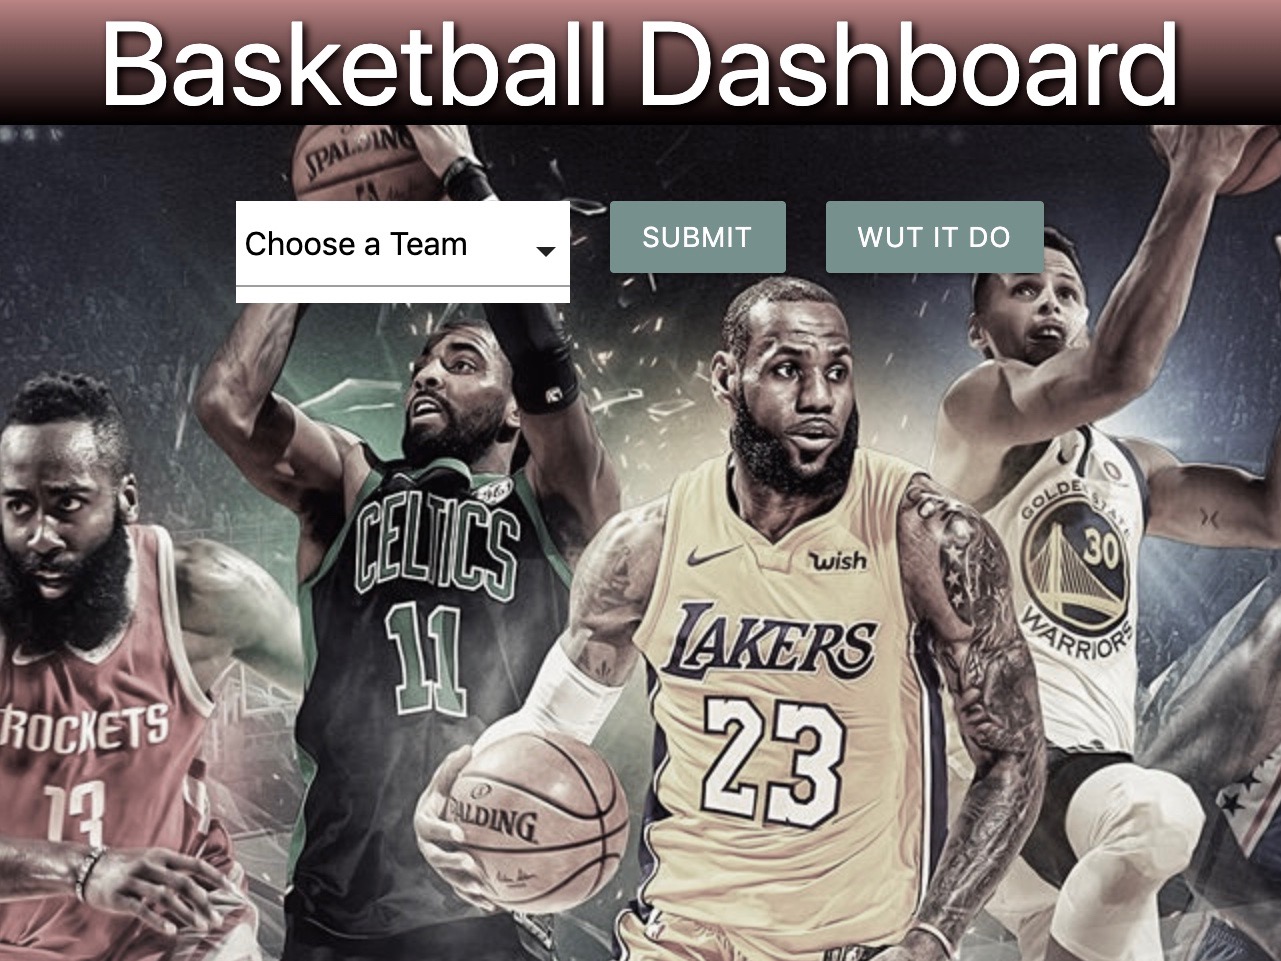 Basketball Dashboard
SPALDING
Choose a Team
SUBMIT
WUT IT DO
CELTICS
11
wish
LAKERS
23
GOLDEN STATE
30
WARRIORS
ROCKETS
13
SPALDING